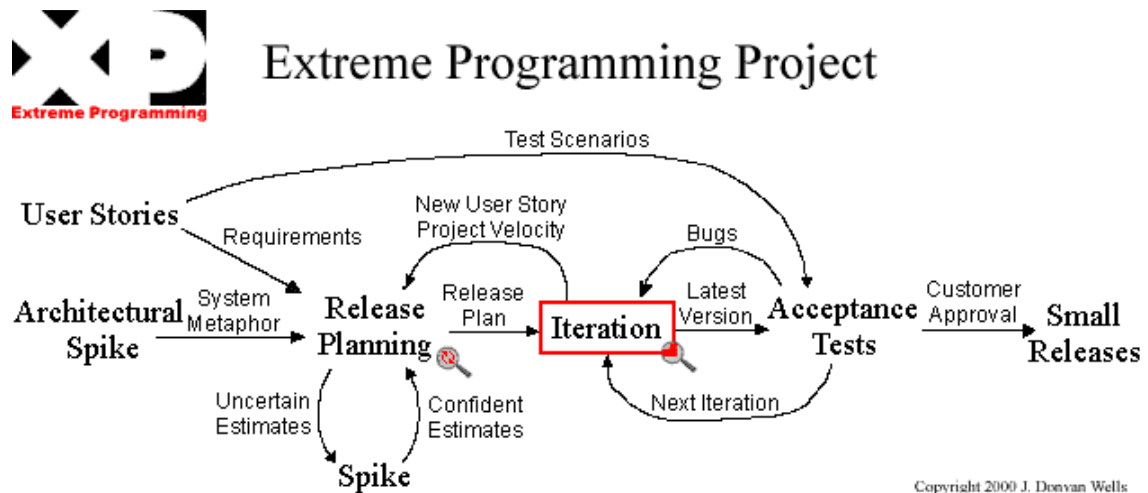 XP
Extreme Programming
Extreme Programming Project
Test Scenarios
User Stories
Requirements
New User Story
Project Velocity
Bugs
Architectural
Spike
System
Metaphor
Release
Planning
Release
Plan
Iteration
Latest
Version
Acceptance
Tests
Customer
Approval
Small
Releases
Uncertain
Estimates
Confident
Estimates
Next Iteration
Spike
Copyright 2000 J. Donvan Wells